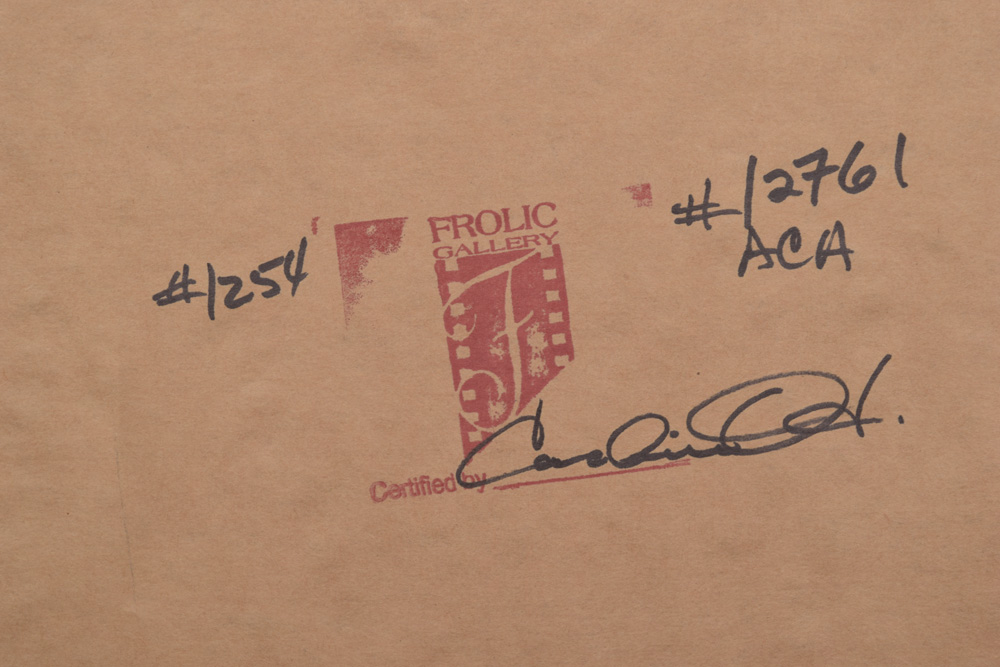 #12761
ACA
#1254
FROLIC
GALLERY
F
Certified by